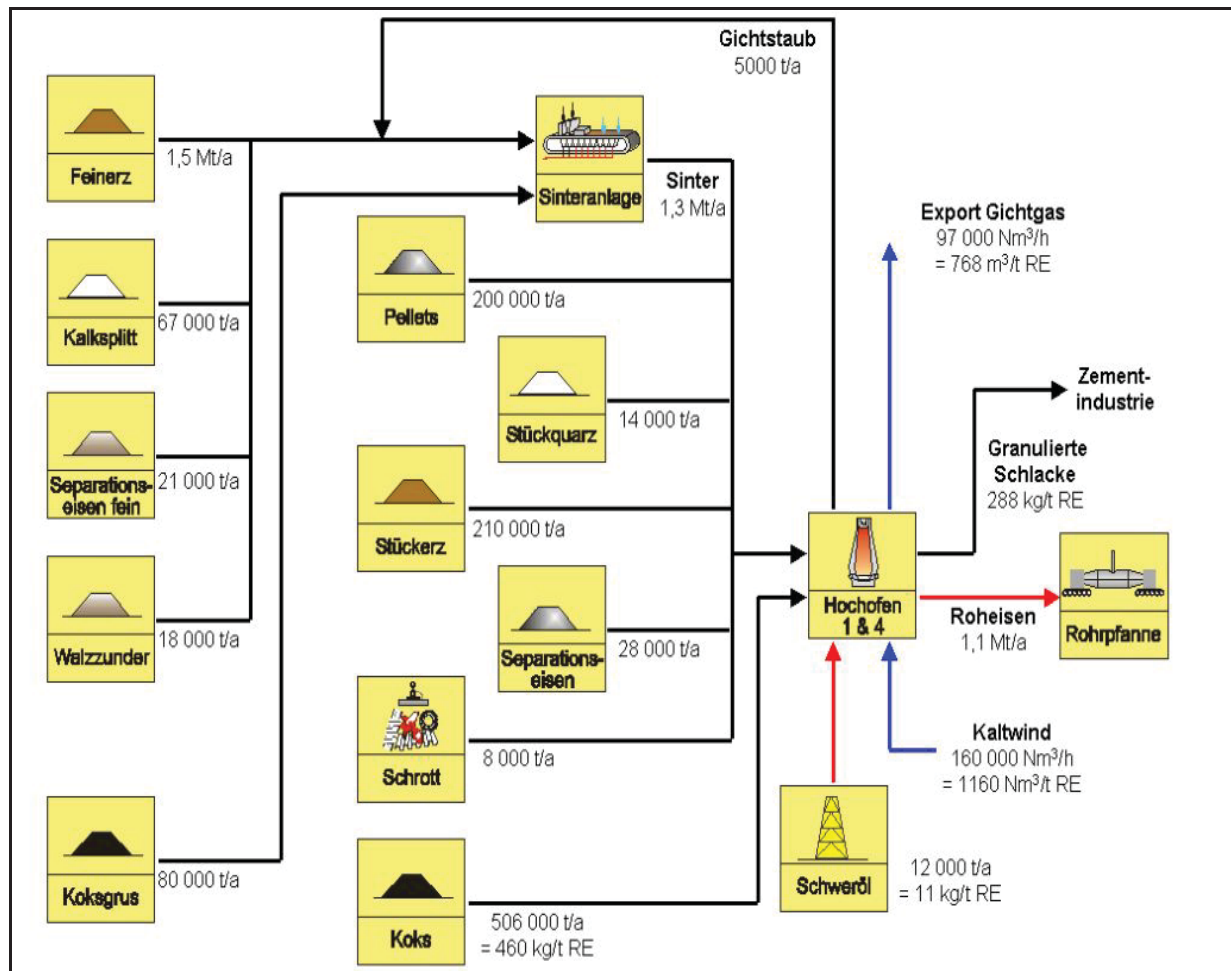 Gichtstaub
5000 t/a
Feinerz
1,5 Mt/a
Sinteranlage
Sinter
1,3 Mt/a
Export Gichtgas
97 000 Nm³/h
= 768 m³/t RE
Kalksplitt
67 000 t/a
Pellets
200 000 t/a
Stückquarz
14 000 t/a
Zement-
industrie
Separations-
eisen fein
21 000 t/a
Granulierte
Schlacke
288 kg/t RE
Stückerz
210 000 t/a
Walzzunder
18 000 t/a
Separations-
eisen
28 000 t/a
Hochofen
1 & 4
Roheisen
1,1 Mt/a
Rohrpfanne
Schrott
8 000 t/a
Kaltwind
160 000 Nm³/h
= 1160 Nm³/t RE
Koksgrus
80 000 t/a
Koks
506 000 t/a
= 460 kg/t RE
Schweröl
12 000 t/a
= 11 kg/t RE